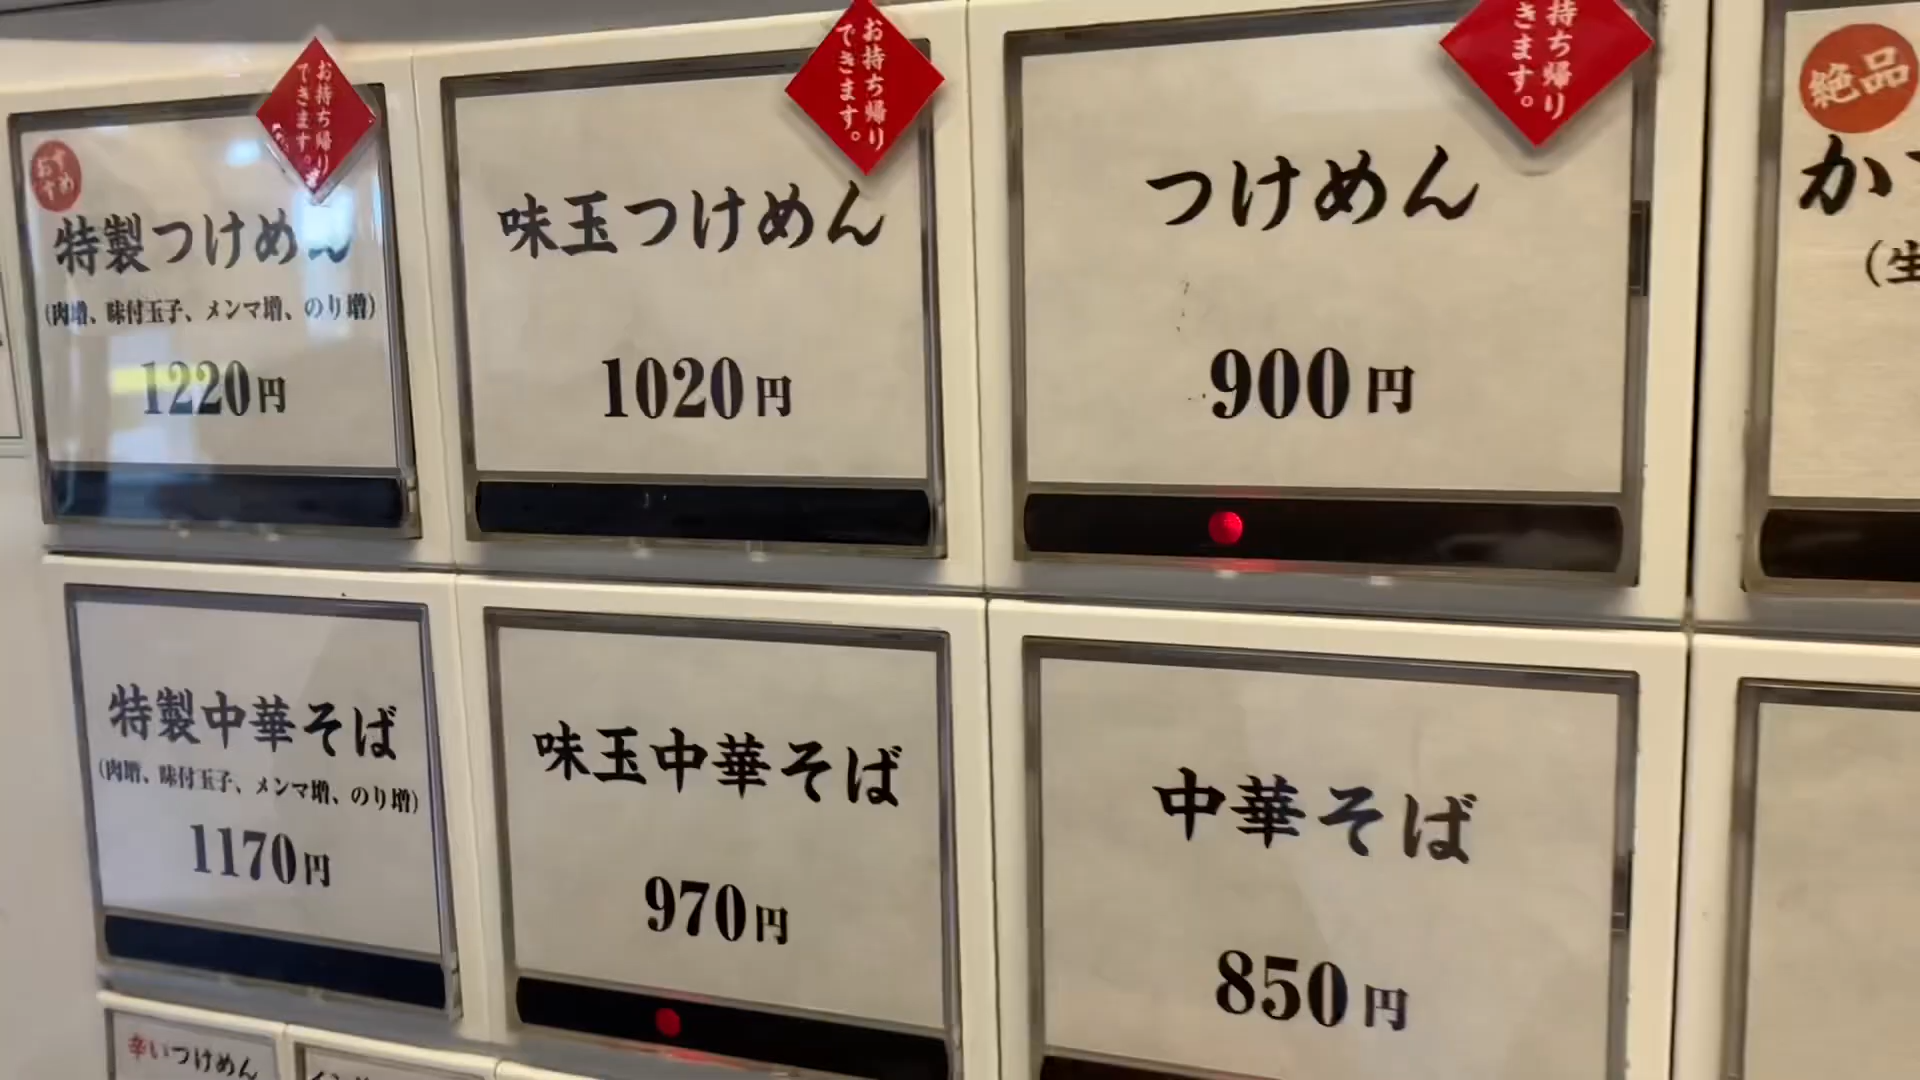 おすすめ
お持ち帰り
できます。
特製つけめん
(肉増、味付玉子、メンマ増、のり増)
1220円
お持ち帰り
できます。
味玉つけめん
1020円
持ち帰り
きます。
つけめん
900円
絶品
か
(生
特製中華そば
(肉増、味付玉子、メンマ増、のり増)
1170円
味玉中華そば
970円
中華そば
850円
辛いつけめん